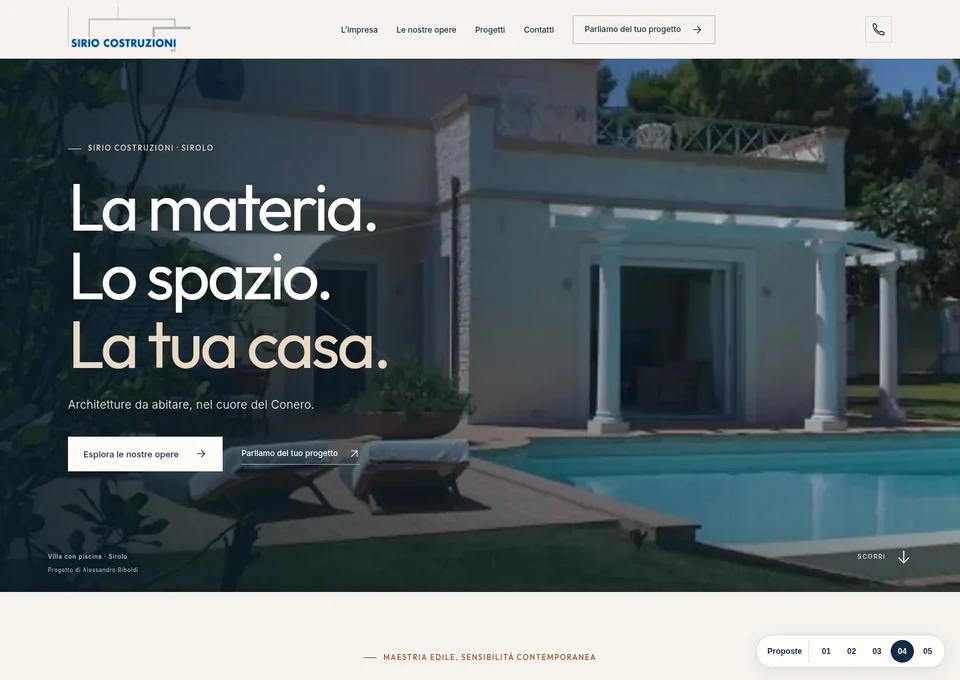 SIRIO COSTRUZIONI
L'impresa
Le nostre opere
Progetti
Contatti
Parliamo del tuo progetto
SIRIO COSTRUZIONI · SIROLO
La materia.
Lo spazio.
La tua casa.
Architetture da abitare, nel cuore del Conero.
Esplora le nostre opere
Parliamo del tuo progetto
Villa con piscina · Sirolo
Progetto di Alessandro Riboldi
SCORRI
MAESTRIA EDILE, SENSIBILITÀ CONTEMPORANEA
Proposte 01 02 03 04 05